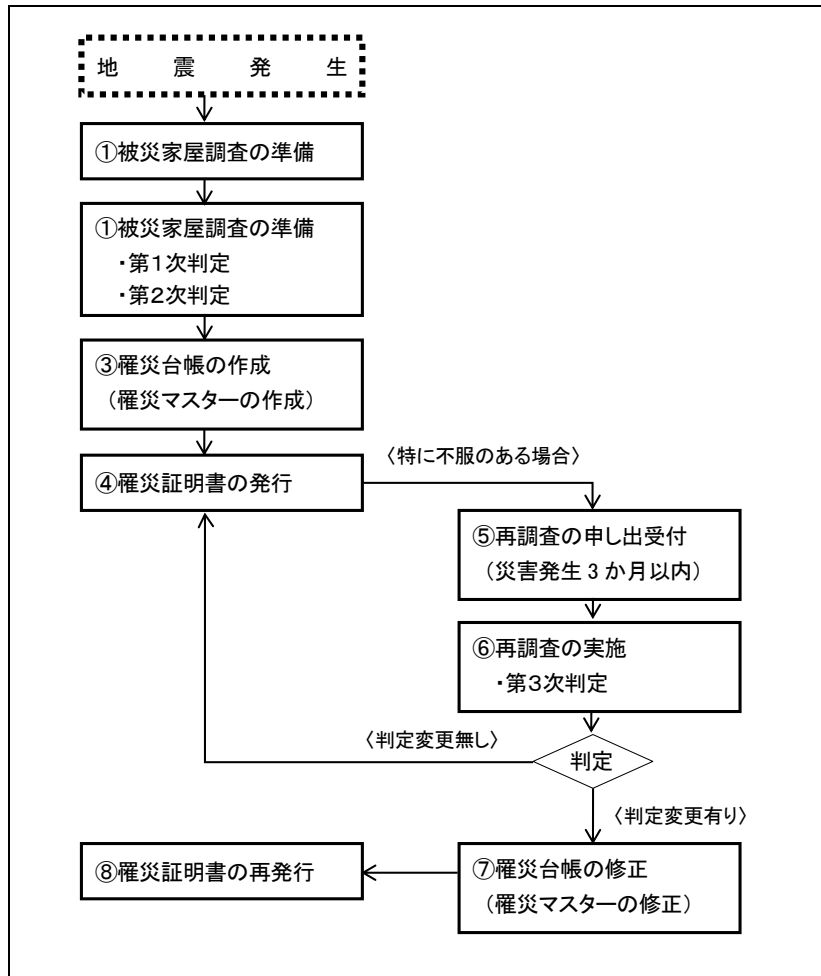 地 震 発 生
①被災家屋調査の準備
①被災家屋調査の準備
・第1次判定
・第2次判定
③罹災台帳の作成
（罹災マスターの作成）
④罹災証明書の発行
〈特に不服のある場合〉
⑤再調査の申し出受付
（災害発生 3 か月以内）
⑥再調査の実施
・第3次判定
〈判定変更無し〉
判定
〈判定変更有り〉
⑧罹災証明書の再発行
⑦罹災台帳の修正
（罹災マスターの修正）